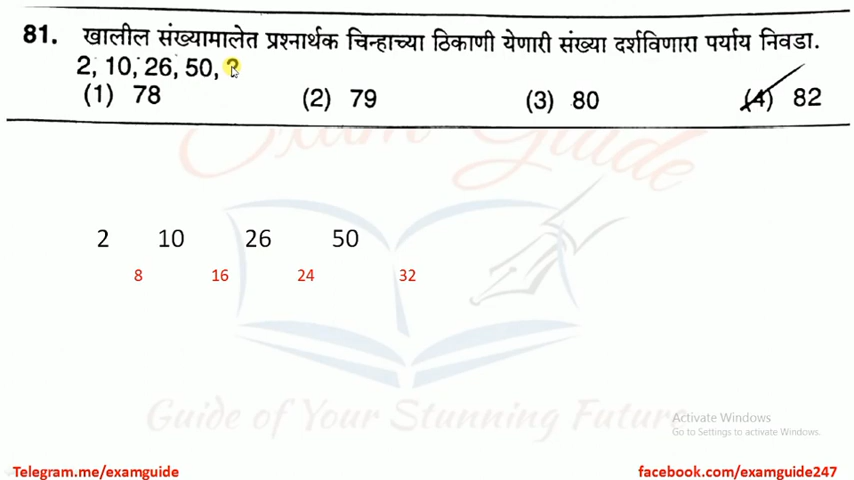 81. खालील संख्यामालेत प्रश्नार्थक चिन्हाच्या ठिकाणी येणारी संख्या दर्शविणारा पर्याय निवडा.
2, 10, 26, 50, ?
(1) 78 (2) 79 (3) 80 (4) 82
Exam Guide
2 10 26 50
8 16 24 32
Guide of Your Stunning Future
Activate Windows
Go to Settings to activate Windows.
Telegram.me/examguide facebook.com/examguide247